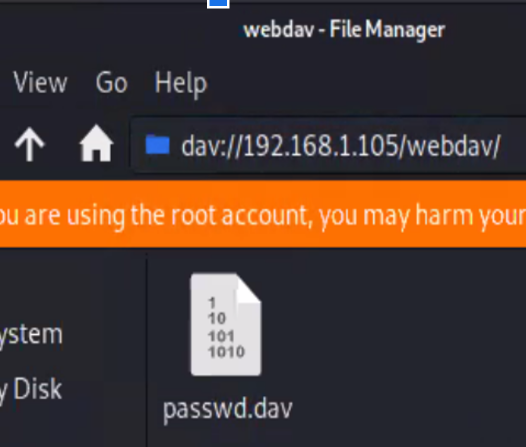 webdav - File Manager
View Go Help
dav://192.168.1.105/webdav/
ou are using the root account, you may harm your
1
10
101
1010
ystem
y Disk
passwd.dav